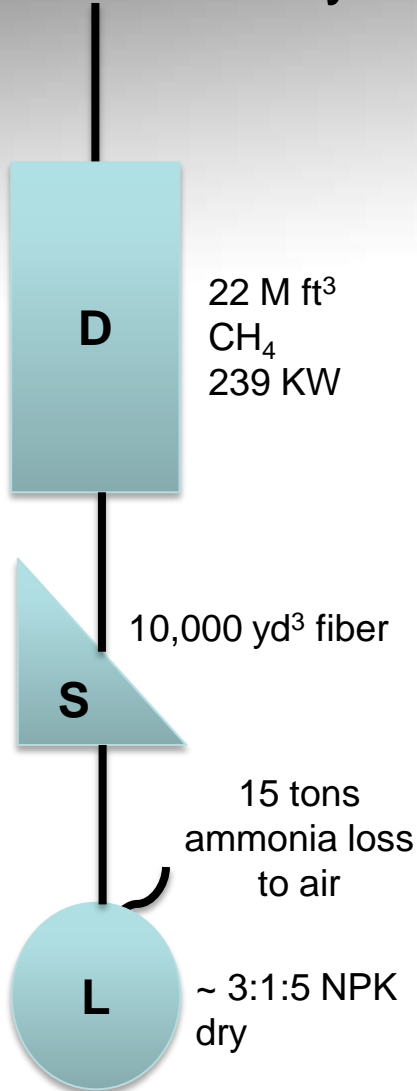 D
22 M ft³
CH₄
239 KW
10,000 yd³ fiber
S
15 tons
ammonia loss
to air
L
~ 3:1:5 NPK
dry